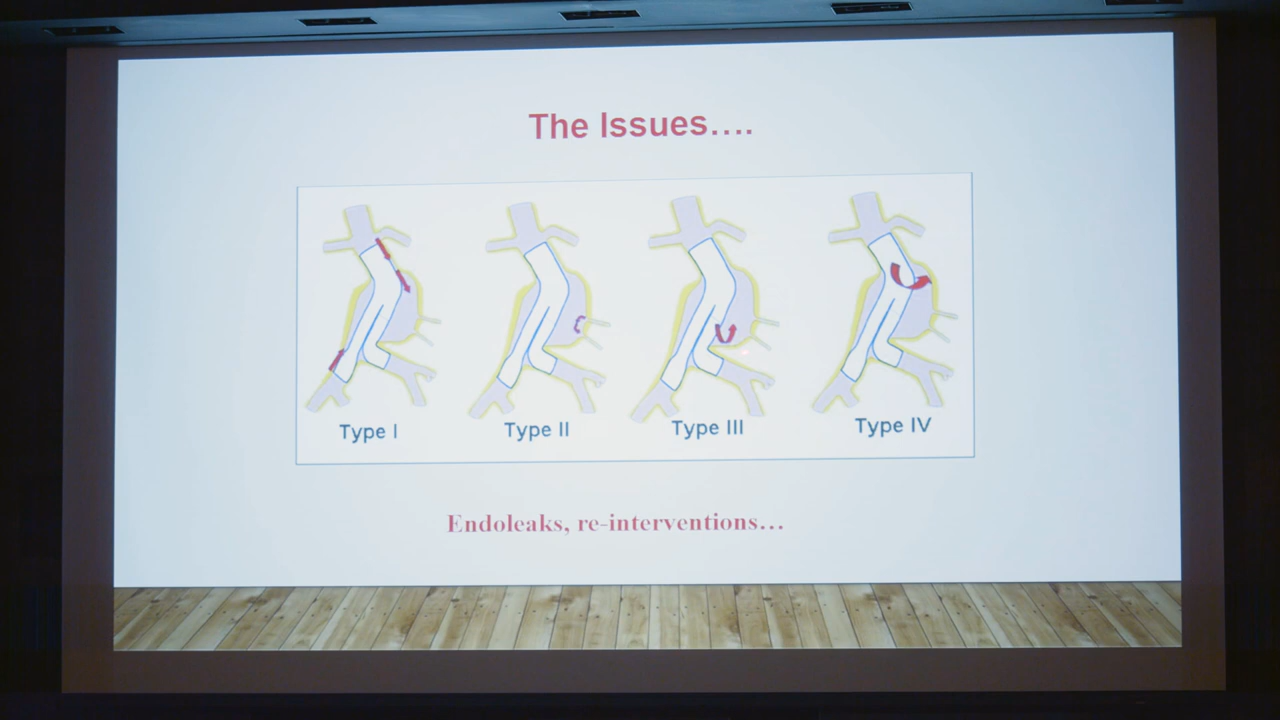 The Issues….
Type I
Type II
Type III
Type IV
Endoleaks, re-interventions…